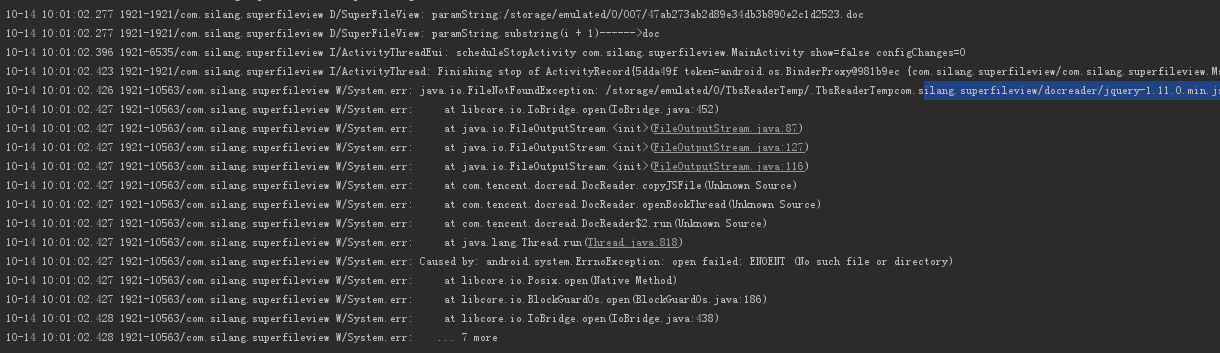 10-14 10:01:02.277 1921-1921/com.silang.superfileview D/SuperFileView: paramString:/storage/emulated/0/007/47ab273ab2d89e34db3b890e2c1d2523.doc
10-14 10:01:02.277 1921-1921/com.silang.superfileview D/SuperFileView: paramString.substring(i + 1)------>doc
10-14 10:01:02.396 1921-6535/com.silang.superfileview I/ActivityThreadEui: scheduleStopActivity com.silang.superfileview.MainActivity show=false configChanges=0
10-14 10:01:02.423 1921-1921/com.silang.superfileview I/ActivityThread: Finishing stop of ActivityRecord{5dda49f token=android.os.BinderProxy@981b9ec {com.silang.superfileview/com.silang.superfileview.M
10-14 10:01:02.426 1921-10563/com.silang.superfileview W/System.err: java.io.FileNotFoundException: /storage/emulated/0/TbsReaderTemp/.TbsReaderTempcom.silang.superfileview/docreader/jquery-1.11.0.min.js
10-14 10:01:02.427 1921-10563/com.silang.superfileview W/System.err:     at libcore.io.IoBridge.open(IoBridge.java:452)
10-14 10:01:02.427 1921-10563/com.silang.superfileview W/System.err:     at java.io.FileOutputStream.<init>(FileOutputStream.java:87)
10-14 10:01:02.427 1921-10563/com.silang.superfileview W/System.err:     at java.io.FileOutputStream.<init>(FileOutputStream.java:127)
10-14 10:01:02.427 1921-10563/com.silang.superfileview W/System.err:     at java.io.FileOutputStream.<init>(FileOutputStream.java:116)
10-14 10:01:02.427 1921-10563/com.silang.superfileview W/System.err:     at com.tencent.docread.DocReader.copyJSFile(Unknown Source)
10-14 10:01:02.427 1921-10563/com.silang.superfileview W/System.err:     at com.tencent.docread.DocReader.openBookThread(Unknown Source)
10-14 10:01:02.427 1921-10563/com.silang.superfileview W/System.err:     at com.tencent.docread.DocReader$2.run(Unknown Source)
10-14 10:01:02.427 1921-10563/com.silang.superfileview W/System.err:     at java.lang.Thread.run(Thread.java:818)
10-14 10:01:02.427 1921-10563/com.silang.superfileview W/System.err: Caused by: android.system.ErrnoException: open failed: ENOENT (No such file or directory)
10-14 10:01:02.427 1921-10563/com.silang.superfileview W/System.err:     at libcore.io.Posix.open(Native Method)
10-14 10:01:02.427 1921-10563/com.silang.superfileview W/System.err:     at libcore.io.BlockGuardOs.open(BlockGuardOs.java:186)
10-14 10:01:02.428 1921-10563/com.silang.superfileview W/System.err:     at libcore.io.IoBridge.open(IoBridge.java:438)
10-14 10:01:02.428 1921-10563/com.silang.superfileview W/System.err:     ... 7 more